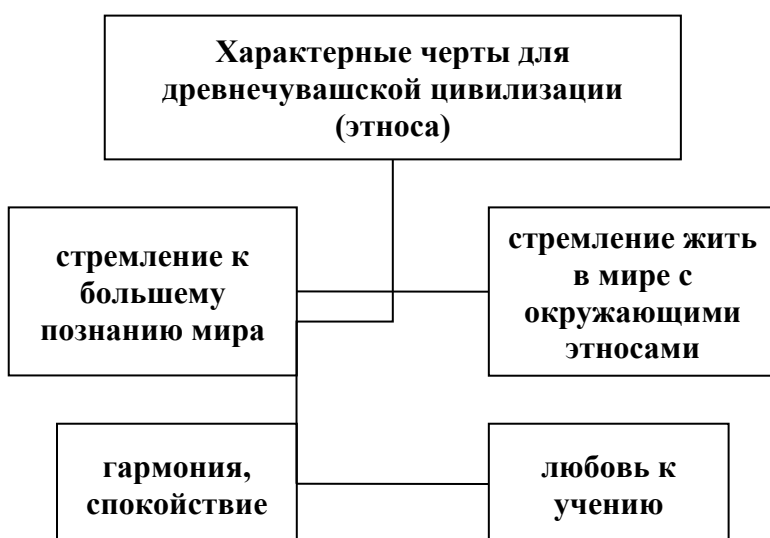 Характерные черты для
древнечувашской цивилизации
(этноса)
стремление к
большему
познанию мира
стремление жить
в мире с
окружающими
этносами
гармония,
спокойствие
любовь к
учению